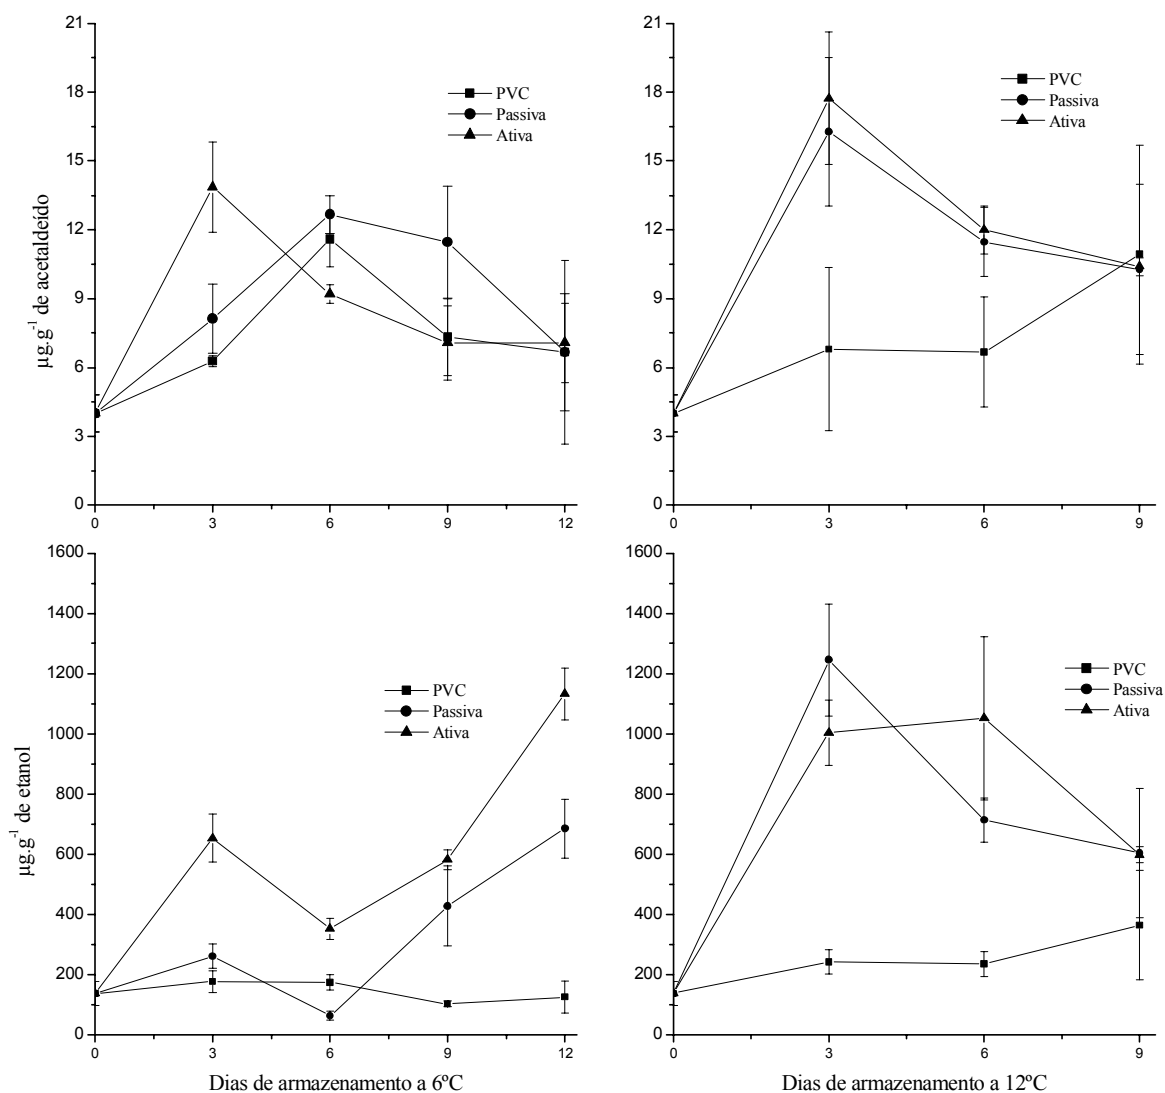 21
18
15
12
9
6
3
0
µg.g⁻¹ de acetaldeído
PVC
Passiva
Ativa
0 3 6 9 12
21
18
15
12
9
6
3
0
PVC
Passiva
Ativa
0 3 6 9
1600
1400
1200
1000
800
600
400
200
0
µg.g⁻¹ de etanol
PVC
Passiva
Ativa
0 3 6 9 12
Dias de armazenamento a 6ºC
1600
1400
1200
1000
800
600
400
200
0
PVC
Passiva
Ativa
0 3 6 9
Dias de armazenamento a 12ºC